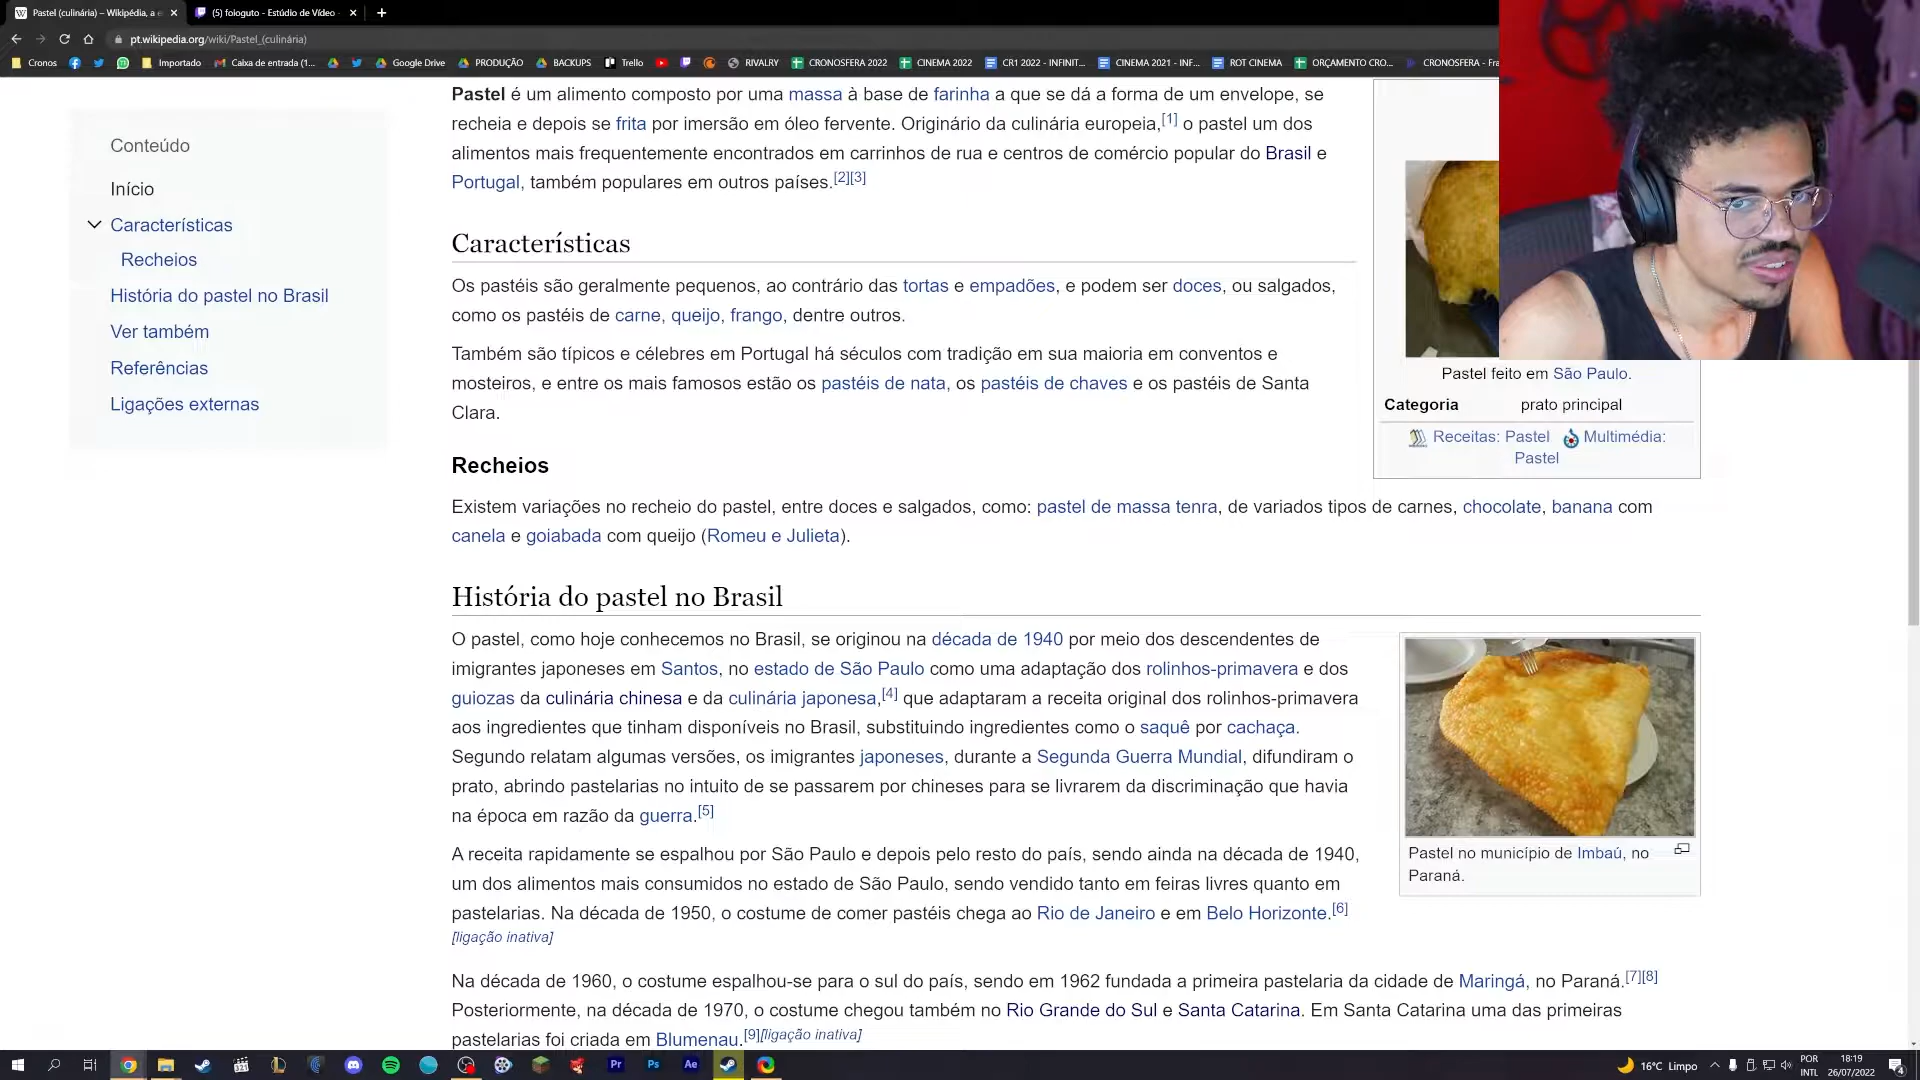 Pastel (culinária) – Wikipédia, a e
(5) fologuto - Estúdio de Vídeo -
pt.wikipedia.org/wiki/Pastel_(culinária)
Cronos
Importado
Caixa de entrada (1...
Google Drive
PRODUÇÃO
BACKUPS
Trello
RIVALRY
CRONOSFERA 2022
CINEMA 2022
CR1 2022 - INFINIT...
CINEMA 2021 - INF...
ROT CINEMA
ORÇAMENTO CRO...
CRONOSFERA - Fra
Conteúdo
Início
Características
Recheios
História do pastel no Brasil
Ver também
Referências
Ligações externas
Pastel é um alimento composto por uma massa à base de farinha a que se dá a forma de um envelope, se
recheia e depois se frita por imersão em óleo fervente. Originário da culinária europeia,[1] o pastel um dos
alimentos mais frequentemente encontrados em carrinhos de rua e centros de comércio popular do Brasil e
Portugal, também populares em outros países.[2][3]
Características
Os pastéis são geralmente pequenos, ao contrário das tortas e empadões, e podem ser doces, ou salgados,
como os pastéis de carne, queijo, frango, dentre outros.
Também são típicos e célebres em Portugal há séculos com tradição em sua maioria em conventos e
mosteiros, e entre os mais famosos estão os pastéis de nata, os pastéis de chaves e os pastéis de Santa
Clara.
Pastel feito em São Paulo.
Categoria prato principal
Receitas: Pastel Multimédia:
Pastel
Recheios
Existem variações no recheio do pastel, entre doces e salgados, como: pastel de massa tenra, de variados tipos de carnes, chocolate, banana com
canela e goiabada com queijo (Romeu e Julieta).
História do pastel no Brasil
O pastel, como hoje conhecemos no Brasil, se originou na década de 1940 por meio dos descendentes de
imigrantes japoneses em Santos, no estado de São Paulo como uma adaptação dos rolinhos-primavera e dos
guiozas da culinária chinesa e da culinária japonesa,[4] que adaptaram a receita original dos rolinhos-primavera
aos ingredientes que tinham disponíveis no Brasil, substituindo ingredientes como o saquê por cachaça.
Segundo relatam algumas versões, os imigrantes japoneses, durante a Segunda Guerra Mundial, difundiram o
prato, abrindo pastelarias no intuito de se passarem por chineses para se livrarem da discriminação que havia
na época em razão da guerra.[5]
A receita rapidamente se espalhou por São Paulo e depois pelo resto do país, sendo ainda na década de 1940,
um dos alimentos mais consumidos no estado de São Paulo, sendo vendido tanto em feiras livres quanto em
pastelarias. Na década de 1950, o costume de comer pastéis chega ao Rio de Janeiro e em Belo Horizonte.[6]
[ligação inativa]
Pastel no município de Imbaú, no
Paraná.
Na década de 1960, o costume espalhou-se para o sul do país, sendo em 1962 fundada a primeira pastelaria da cidade de Maringá, no Paraná.[7][8]
Posteriormente, na década de 1970, o costume chegou também no Rio Grande do Sul e Santa Catarina. Em Santa Catarina uma das primeiras
pastelarias foi criada em Blumenau.[9][ligação inativa]
Pr
Ps
Ae
16°C Limpo
POR
INTL
18:19
26/07/2022
4